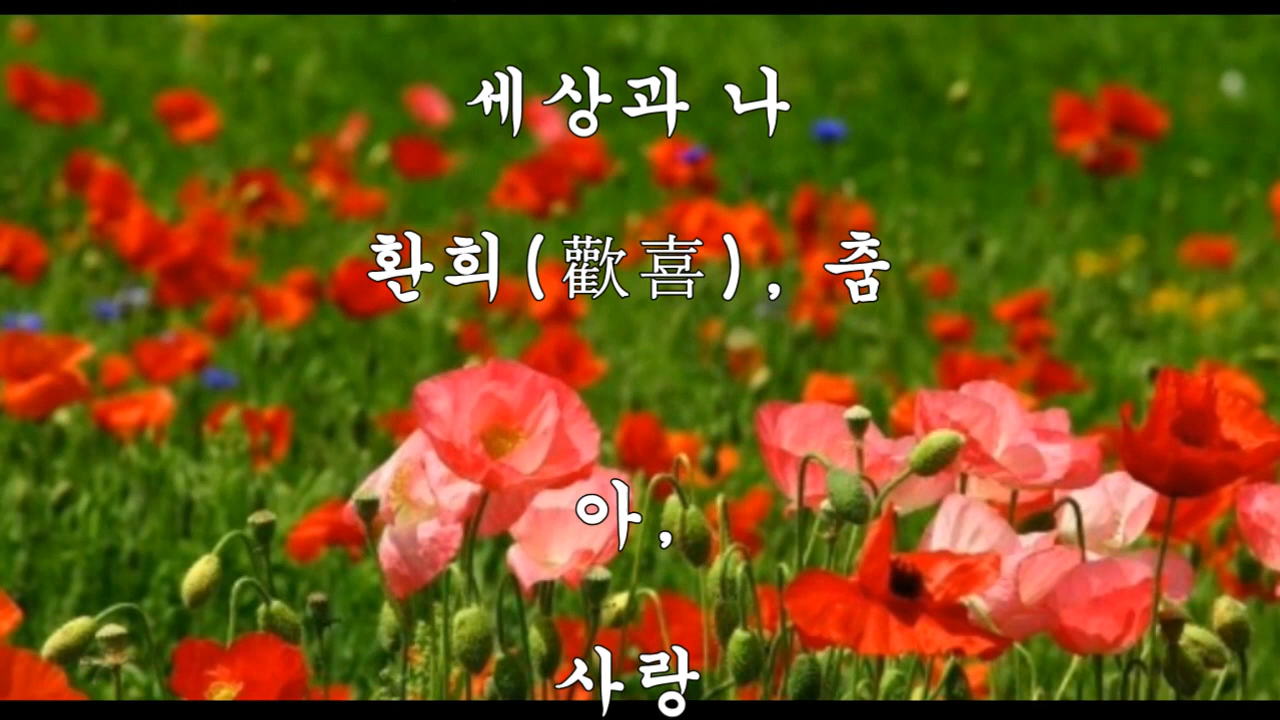 세상과 나
환희(歡喜), 춤
아,
사랑